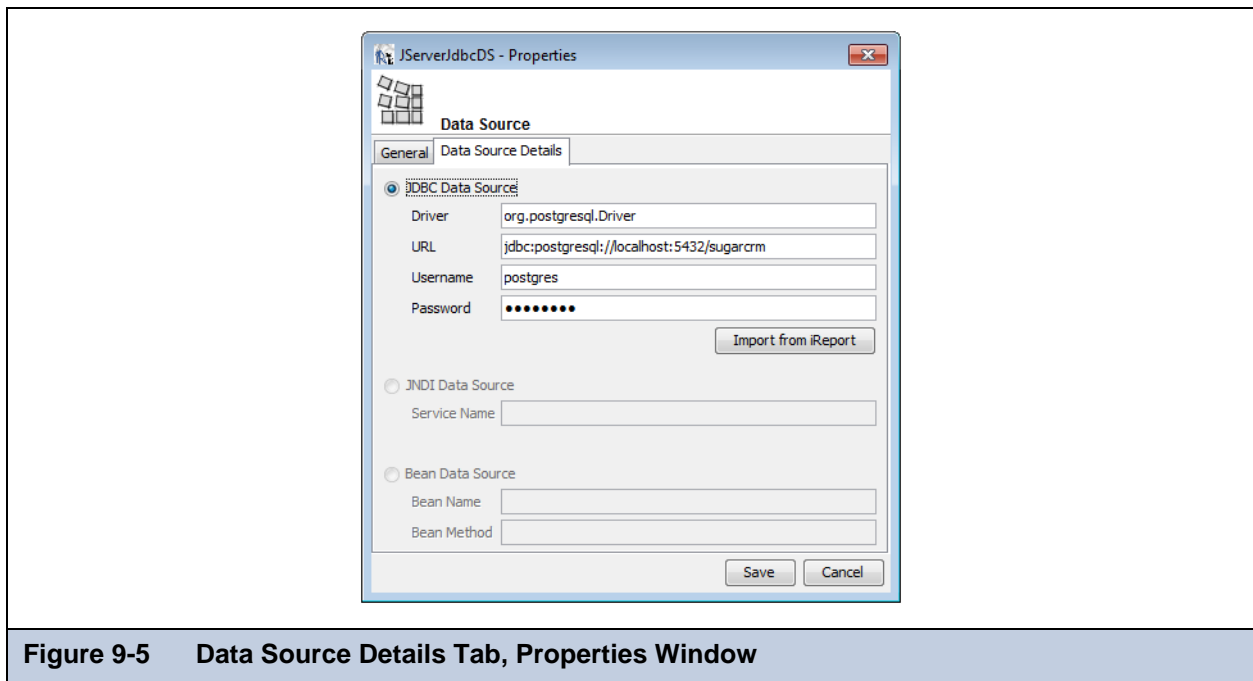 JServerJdbcDS - Properties
Data Source
General Data Source Details
JDBC Data Source
Driver org.postgresql.Driver
URL jdbc:postgresql://localhost:5432/sugarcrm
Username postgres
Password ●●●●●●●●
Import from iReport
JNDI Data Source
Service Name
Bean Data Source
Bean Name
Bean Method
Save Cancel
Figure 9-5 Data Source Details Tab, Properties Window